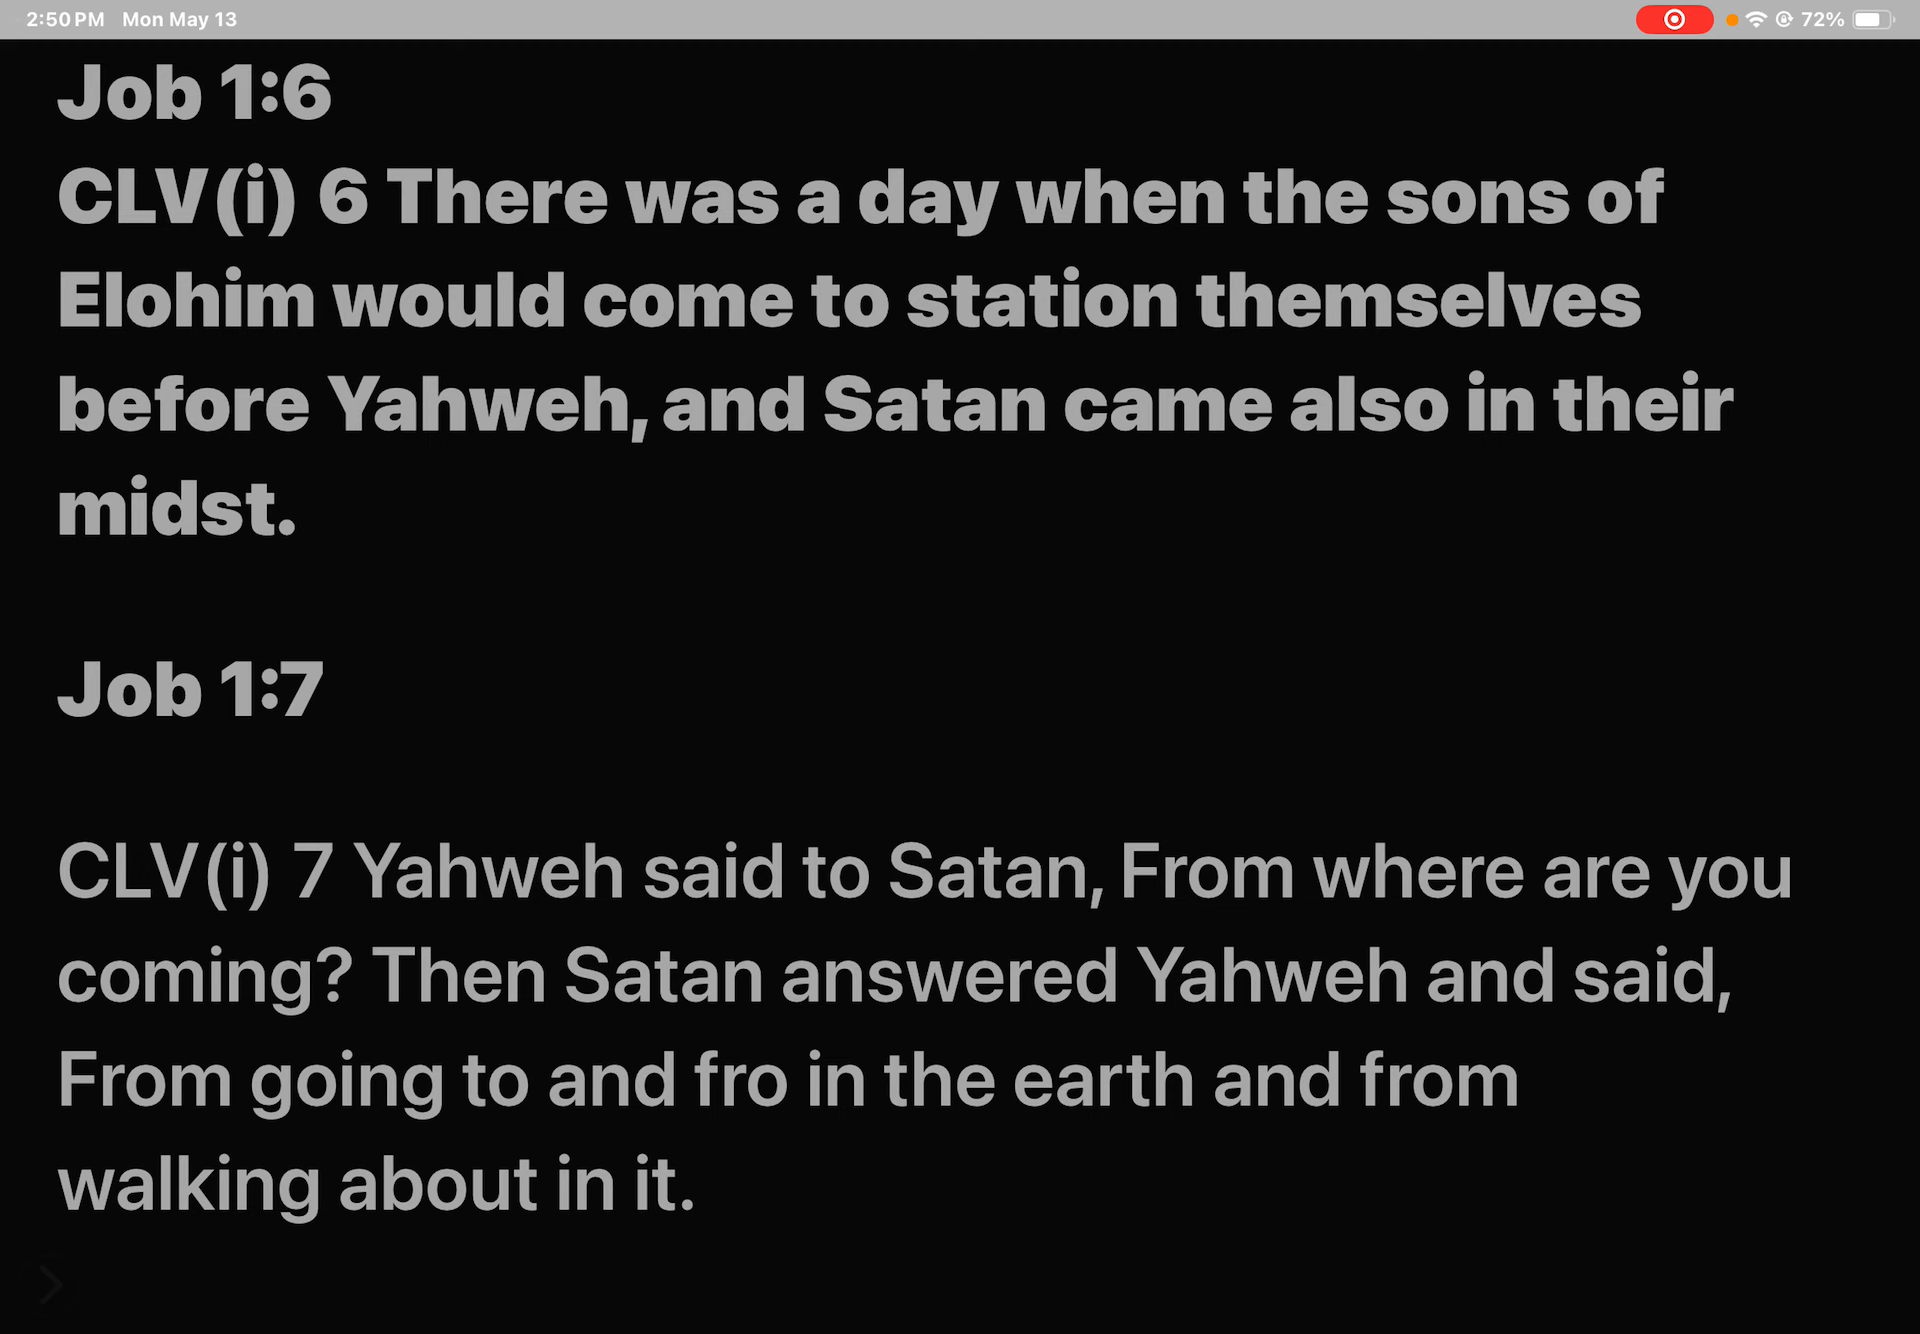 2:50 PM Mon May 13 72%
Job 1:6
CLV(i) 6 There was a day when the sons of
Elohim would come to station themselves
before Yahweh, and Satan came also in their
midst.
Job 1:7
CLV(i) 7 Yahweh said to Satan, From where are you
coming? Then Satan answered Yahweh and said,
From going to and fro in the earth and from
walking about in it.